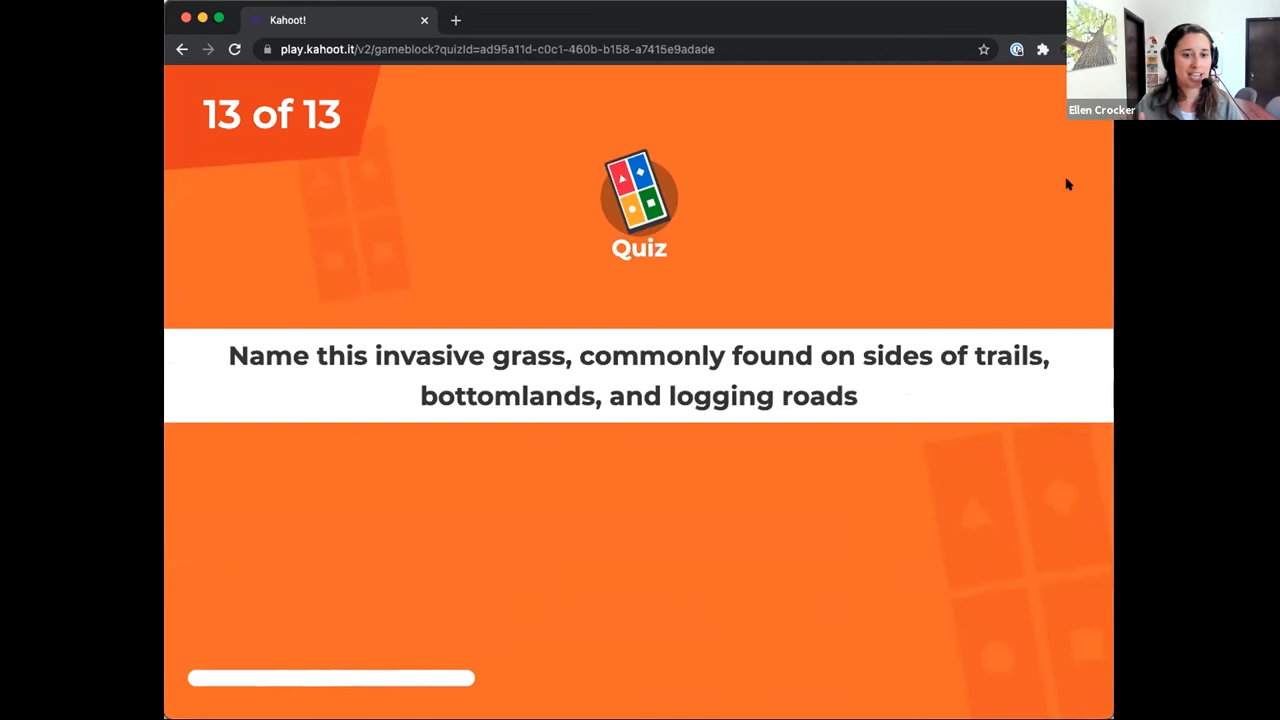 Kahoot!
play.kahoot.it/v2/gameblock?quizId=ad95a11d-c0c1-460b-b158-a7415e9adade
Ellen Crocker
13 of 13
Quiz
Name this invasive grass, commonly found on sides of trails,
bottomlands, and logging roads